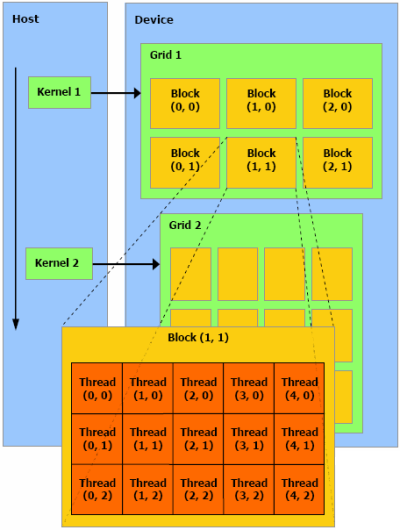 Host
Device
Grid 1
Kernel 1
Block Block Block
(0, 0) (1, 0) (2, 0)
Block Block Block
(0, 1) (1, 1) (2, 1)
Grid 2
Kernel 2
Block (1, 1)
Thread Thread Thread Thread Thread
(0, 0) (1, 0) (2, 0) (3, 0) (4, 0)
Thread Thread Thread Thread Thread
(0, 1) (1, 1) (2, 1) (3, 1) (4, 1)
Thread Thread Thread Thread Thread
(0, 2) (1, 2) (2, 2) (3, 2) (4, 2)